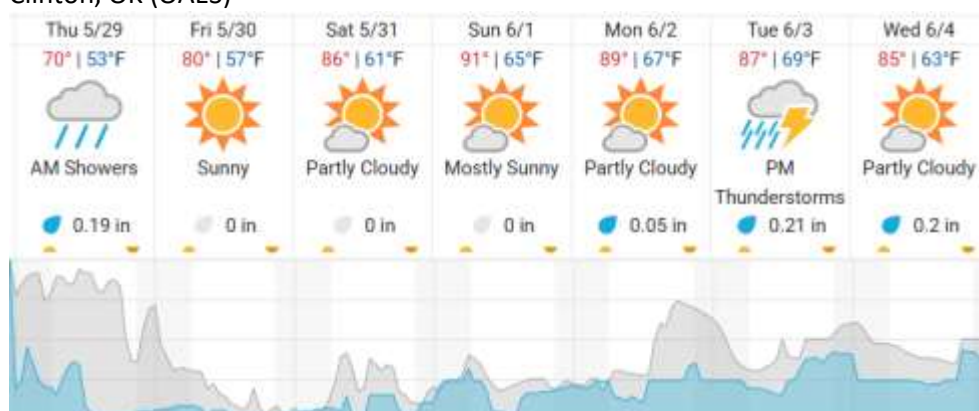 Thu 5/29 Fri 5/30 Sat 5/31 Sun 6/1 Mon 6/2 Tue 6/3 Wed 6/4
70° | 53°F 80° | 57°F 86° | 61°F 91° | 65°F 89° | 67°F 87° | 69°F 85° | 63°F
AM Showers Sunny Partly Cloudy Mostly Sunny Partly Cloudy PM Thunderstorms Partly Cloudy
0.19 in 0 in 0 in 0 in 0.05 in 0.21 in 0.2 in